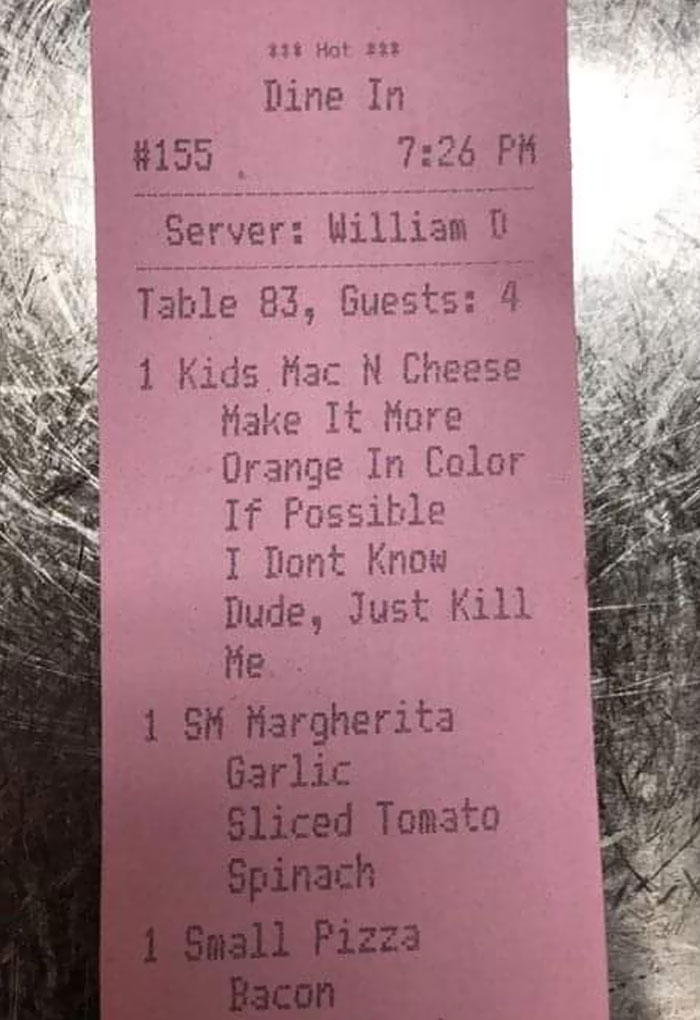 *** Hot ***
Dine In
#155 7:26 PM
Server: William D
Table 83, Guests: 4
1 Kids Mac N Cheese
Make It More
Orange In Color
If Possible
I Dont Know
Dude, Just Kill
Me
1 SM Margherita
Garlic
Sliced Tomato
Spinach
1 Small Pizza
Bacon